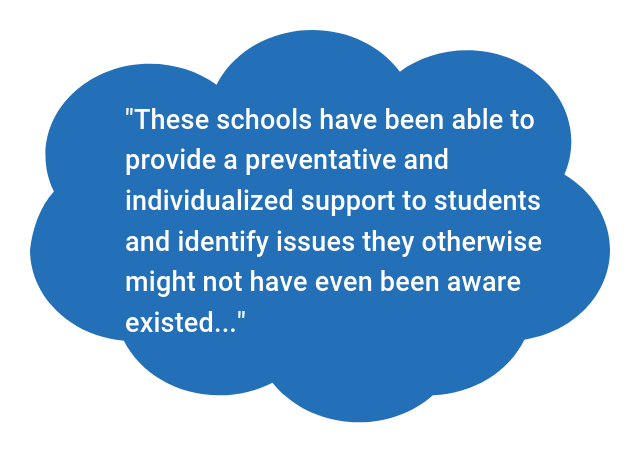 "These schools have been able to
provide a preventative and
individualized support to students
and identify issues they otherwise
might not have even been aware
existed..."